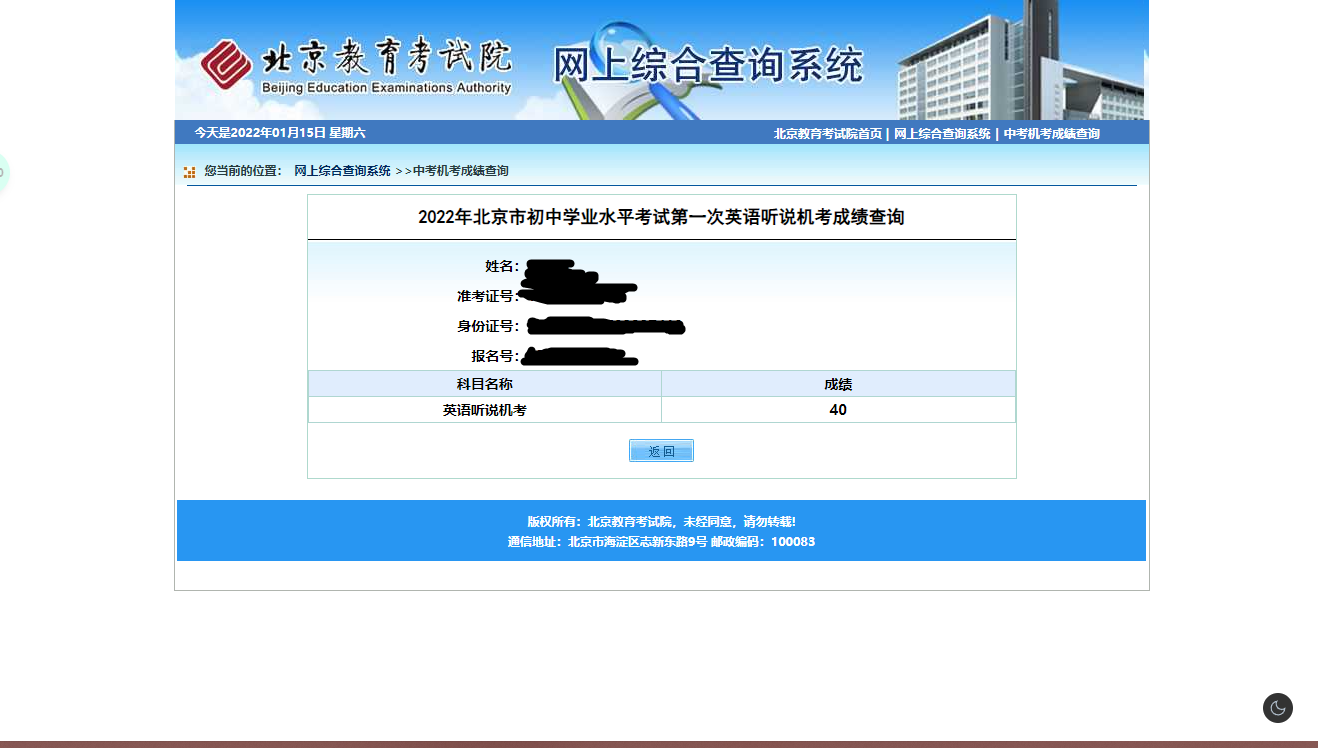 北京教育考试院
Beijing Education Examinations Authority
网上综合查询系统
今天是2022年01月15日 星期六
北京教育考试院首页 | 网上综合查询系统 | 中考机考成绩查询
您当前的位置： 网上综合查询系统 >>中考机考成绩查询
2022年北京市初中学业水平考试第一次英语听说机考成绩查询
姓名：
准考证号：
身份证号：
报名号：
科目名称 成绩
英语听说机考 40
返 回
版权所有：北京教育考试院，未经同意，请勿转载!
通信地址：北京市海淀区志新东路9号 邮政编码：100083